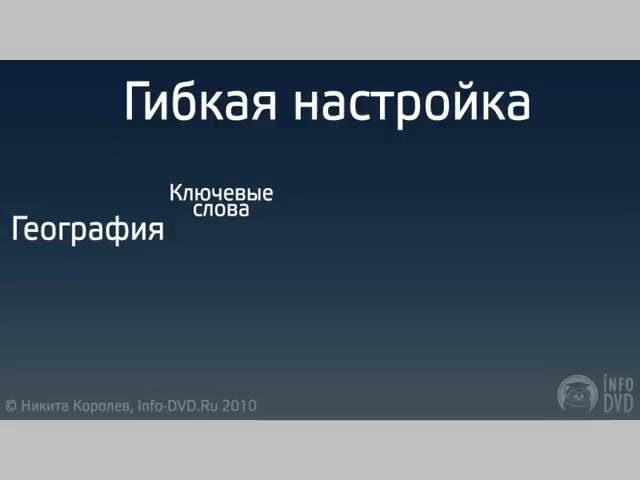 Гибкая настройка
Ключевые
слова
География
© Никита Королев, Info-DVD.Ru 2010
INFO
DVD